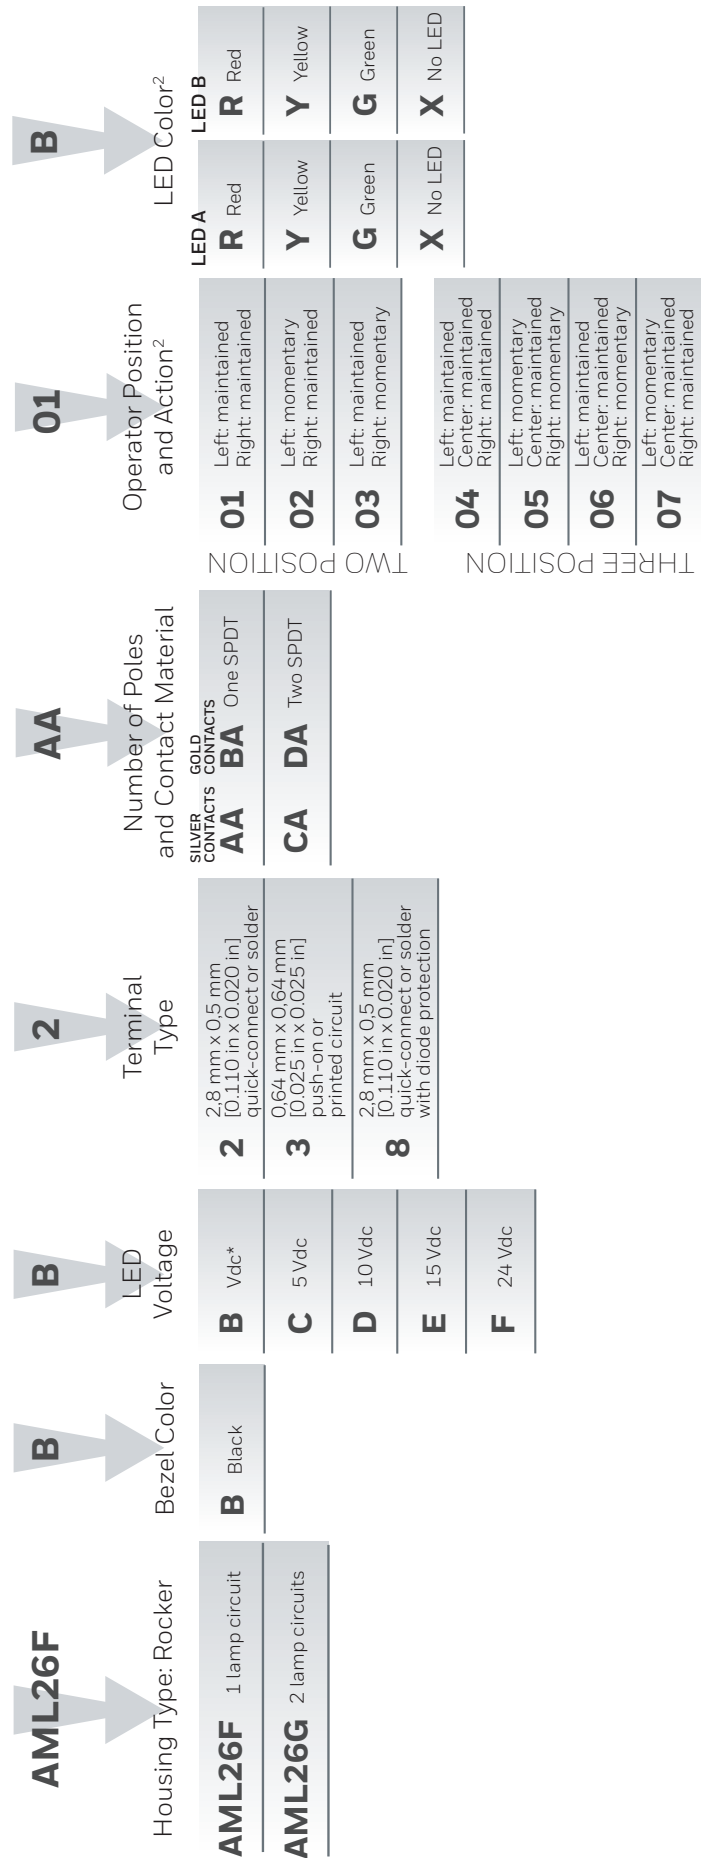 AML26F
Housing Type: Rocker
AML26F 1 lamp circuit
AML26G 2 lamp circuits
B
Bezel Color
B Black
B
LED
Voltage
B Vdc*
C 5 Vdc
D 10 Vdc
E 15 Vdc
F 24 Vdc
2
Terminal
Type
2 2,8 mm x 0,5 mm
[0.110 in x 0.020 in]
quick-connect or solder
3 0,64 mm x 0,64 mm
[0.025 in x 0.025 in]
push-on or
printed circuit
8 2,8 mm x 0,5 mm
[0.110 in x 0.020 in]
quick-connect or solder
with diode protection
AA
Number of Poles
and Contact Material
SILVER CONTACTS GOLD CONTACTS
AA BA One SPDT
CA DA Two SPDT
01
Operator Position
and Action²
TWO POSITION
01 Left: maintained
Right: maintained
02 Left: momentary
Right: maintained
03 Left: maintained
Right: momentary
THREE POSITION
04 Left: maintained
Center: maintained
Right: maintained
05 Left: momentary
Center: maintained
Right: momentary
06 Left: maintained
Center: maintained
Right: momentary
07 Left: momentary
Center: maintained
Right: maintained
B
LED Color²
LED A
R Red
Y Yellow
G Green
X No LED
LED B
R Red
Y Yellow
G Green
X No LED